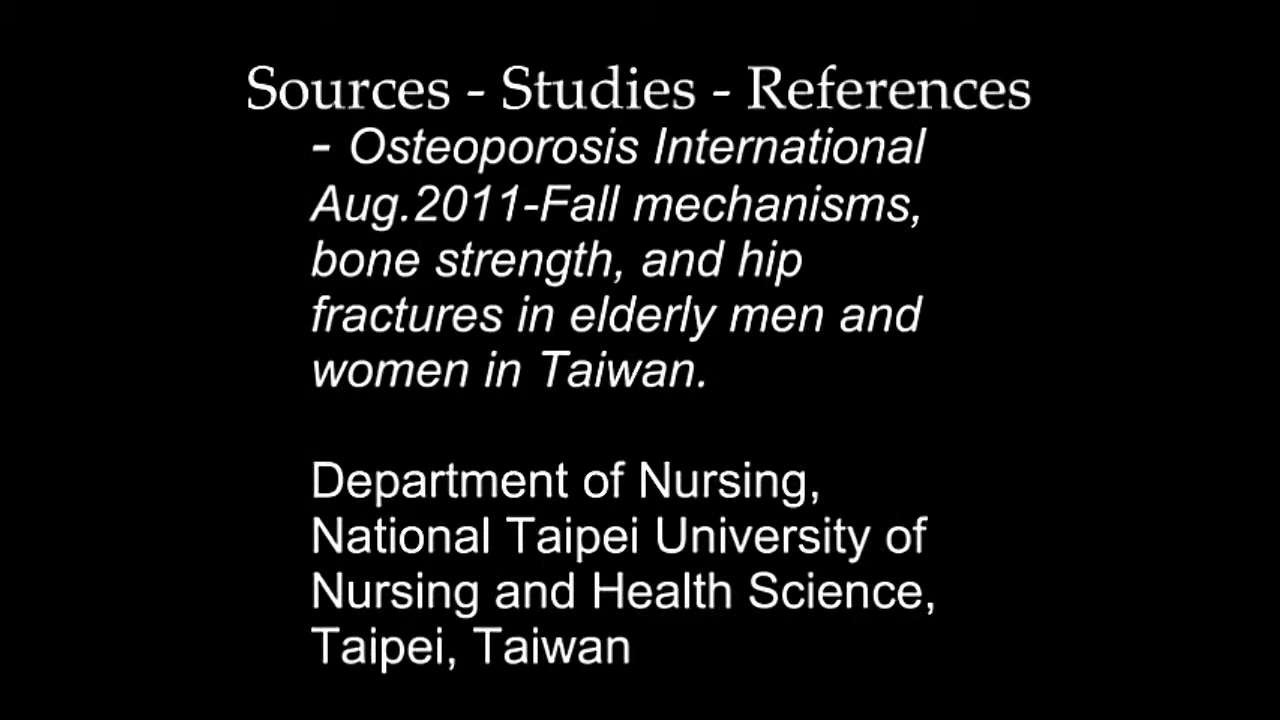 Sources - Studies - References
- Osteoporosis International
Aug.2011-Fall mechanisms,
bone strength, and hip
fractures in elderly men and
women in Taiwan.
Department of Nursing,
National Taipei University of
Nursing and Health Science,
Taipei, Taiwan